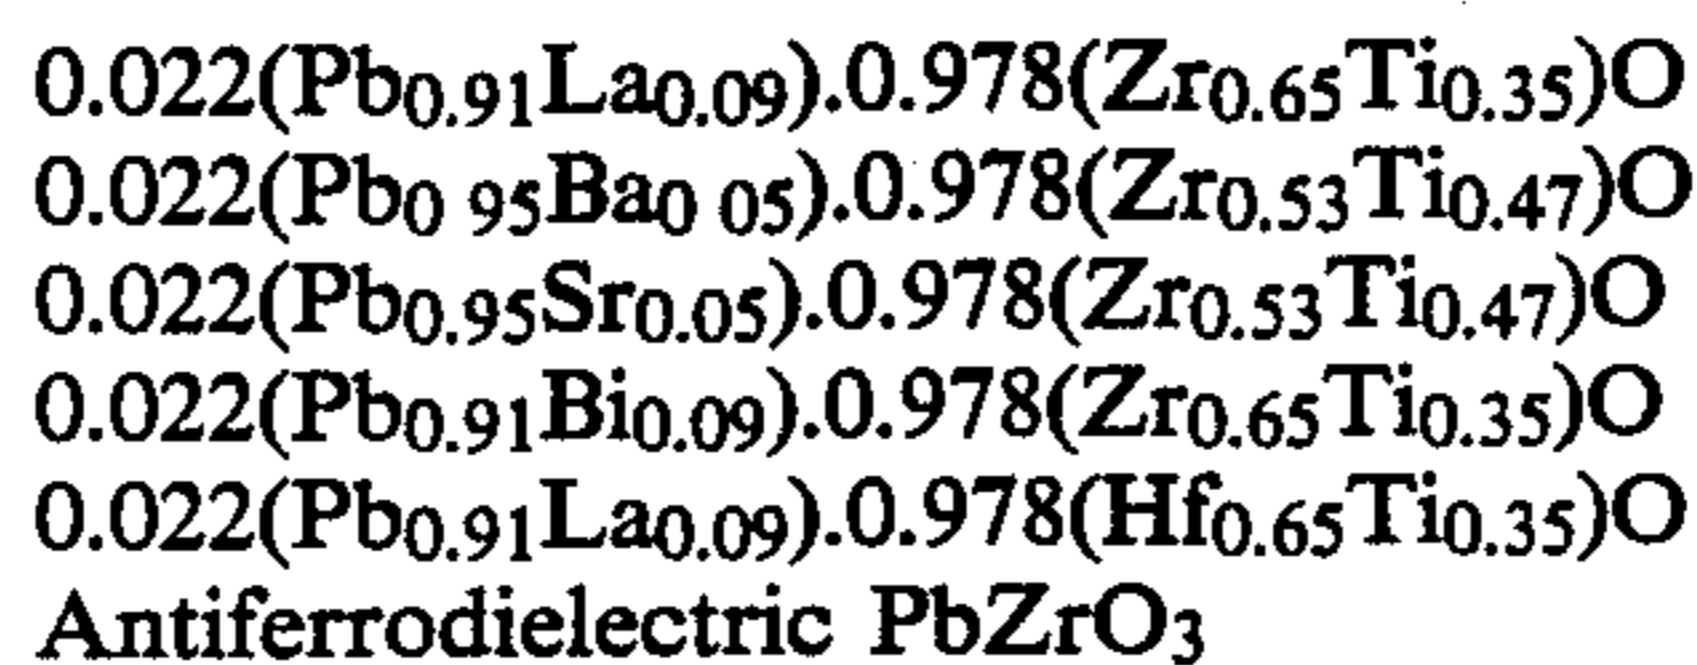 0.022(Pb0.91La0.09).0.978(Zr0.65Ti0.35)O
0.022(Pb0 95Ba0 05).0.978(Zr0.53Ti0.47)O
0.022(Pb0.95Sr0.05).0.978(Zr0.53Ti0.47)O
0.022(Pb0.91Bi0.09).0.978(Zr0.65Ti0.35)O
0.022(Pb0.91La0.09).0.978(Hf0.65Ti0.35)O
Antiferrodielectric PbZrO3